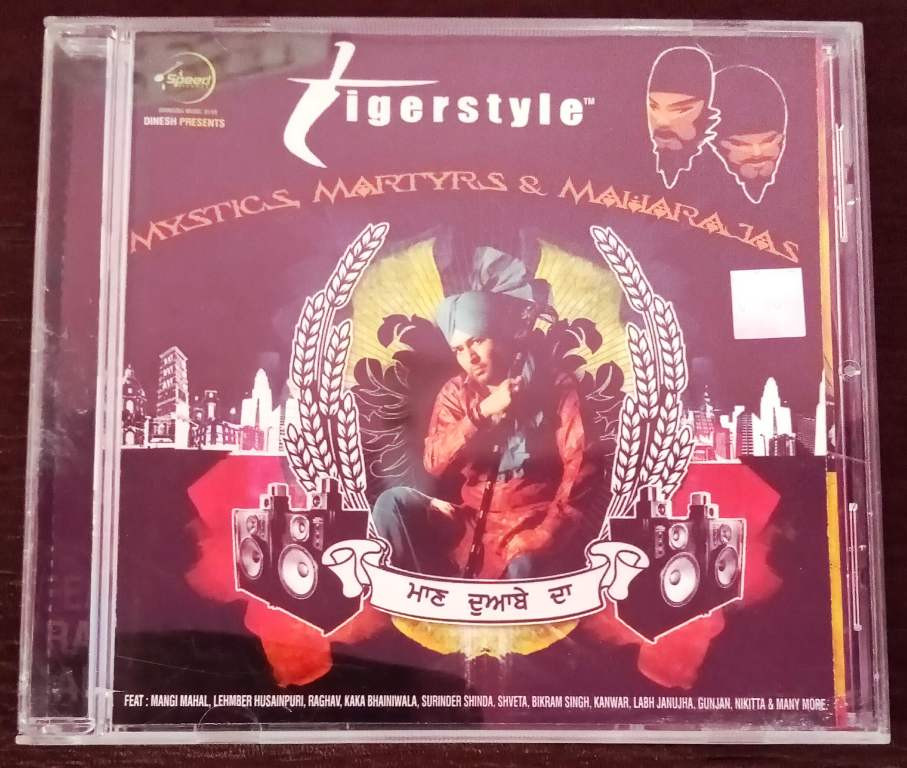 Speed
DINESH PRESENTS
tigerstyle™
MYSTICS, MARTYRS & MAHARAJAS
ਮਾਣ ਦੁਆਬੇ ਦਾ
FEAT : MANGI MAHAL, LEHMBER HUSAINPURI, RAGHAV, KAKA BHAINIWALA, SURINDER SHINDA, SHVETA, BIKRAM SINGH, KANWAR, LABH JANUJHA, GUNJAN, NIKITTA & MANY MORE.